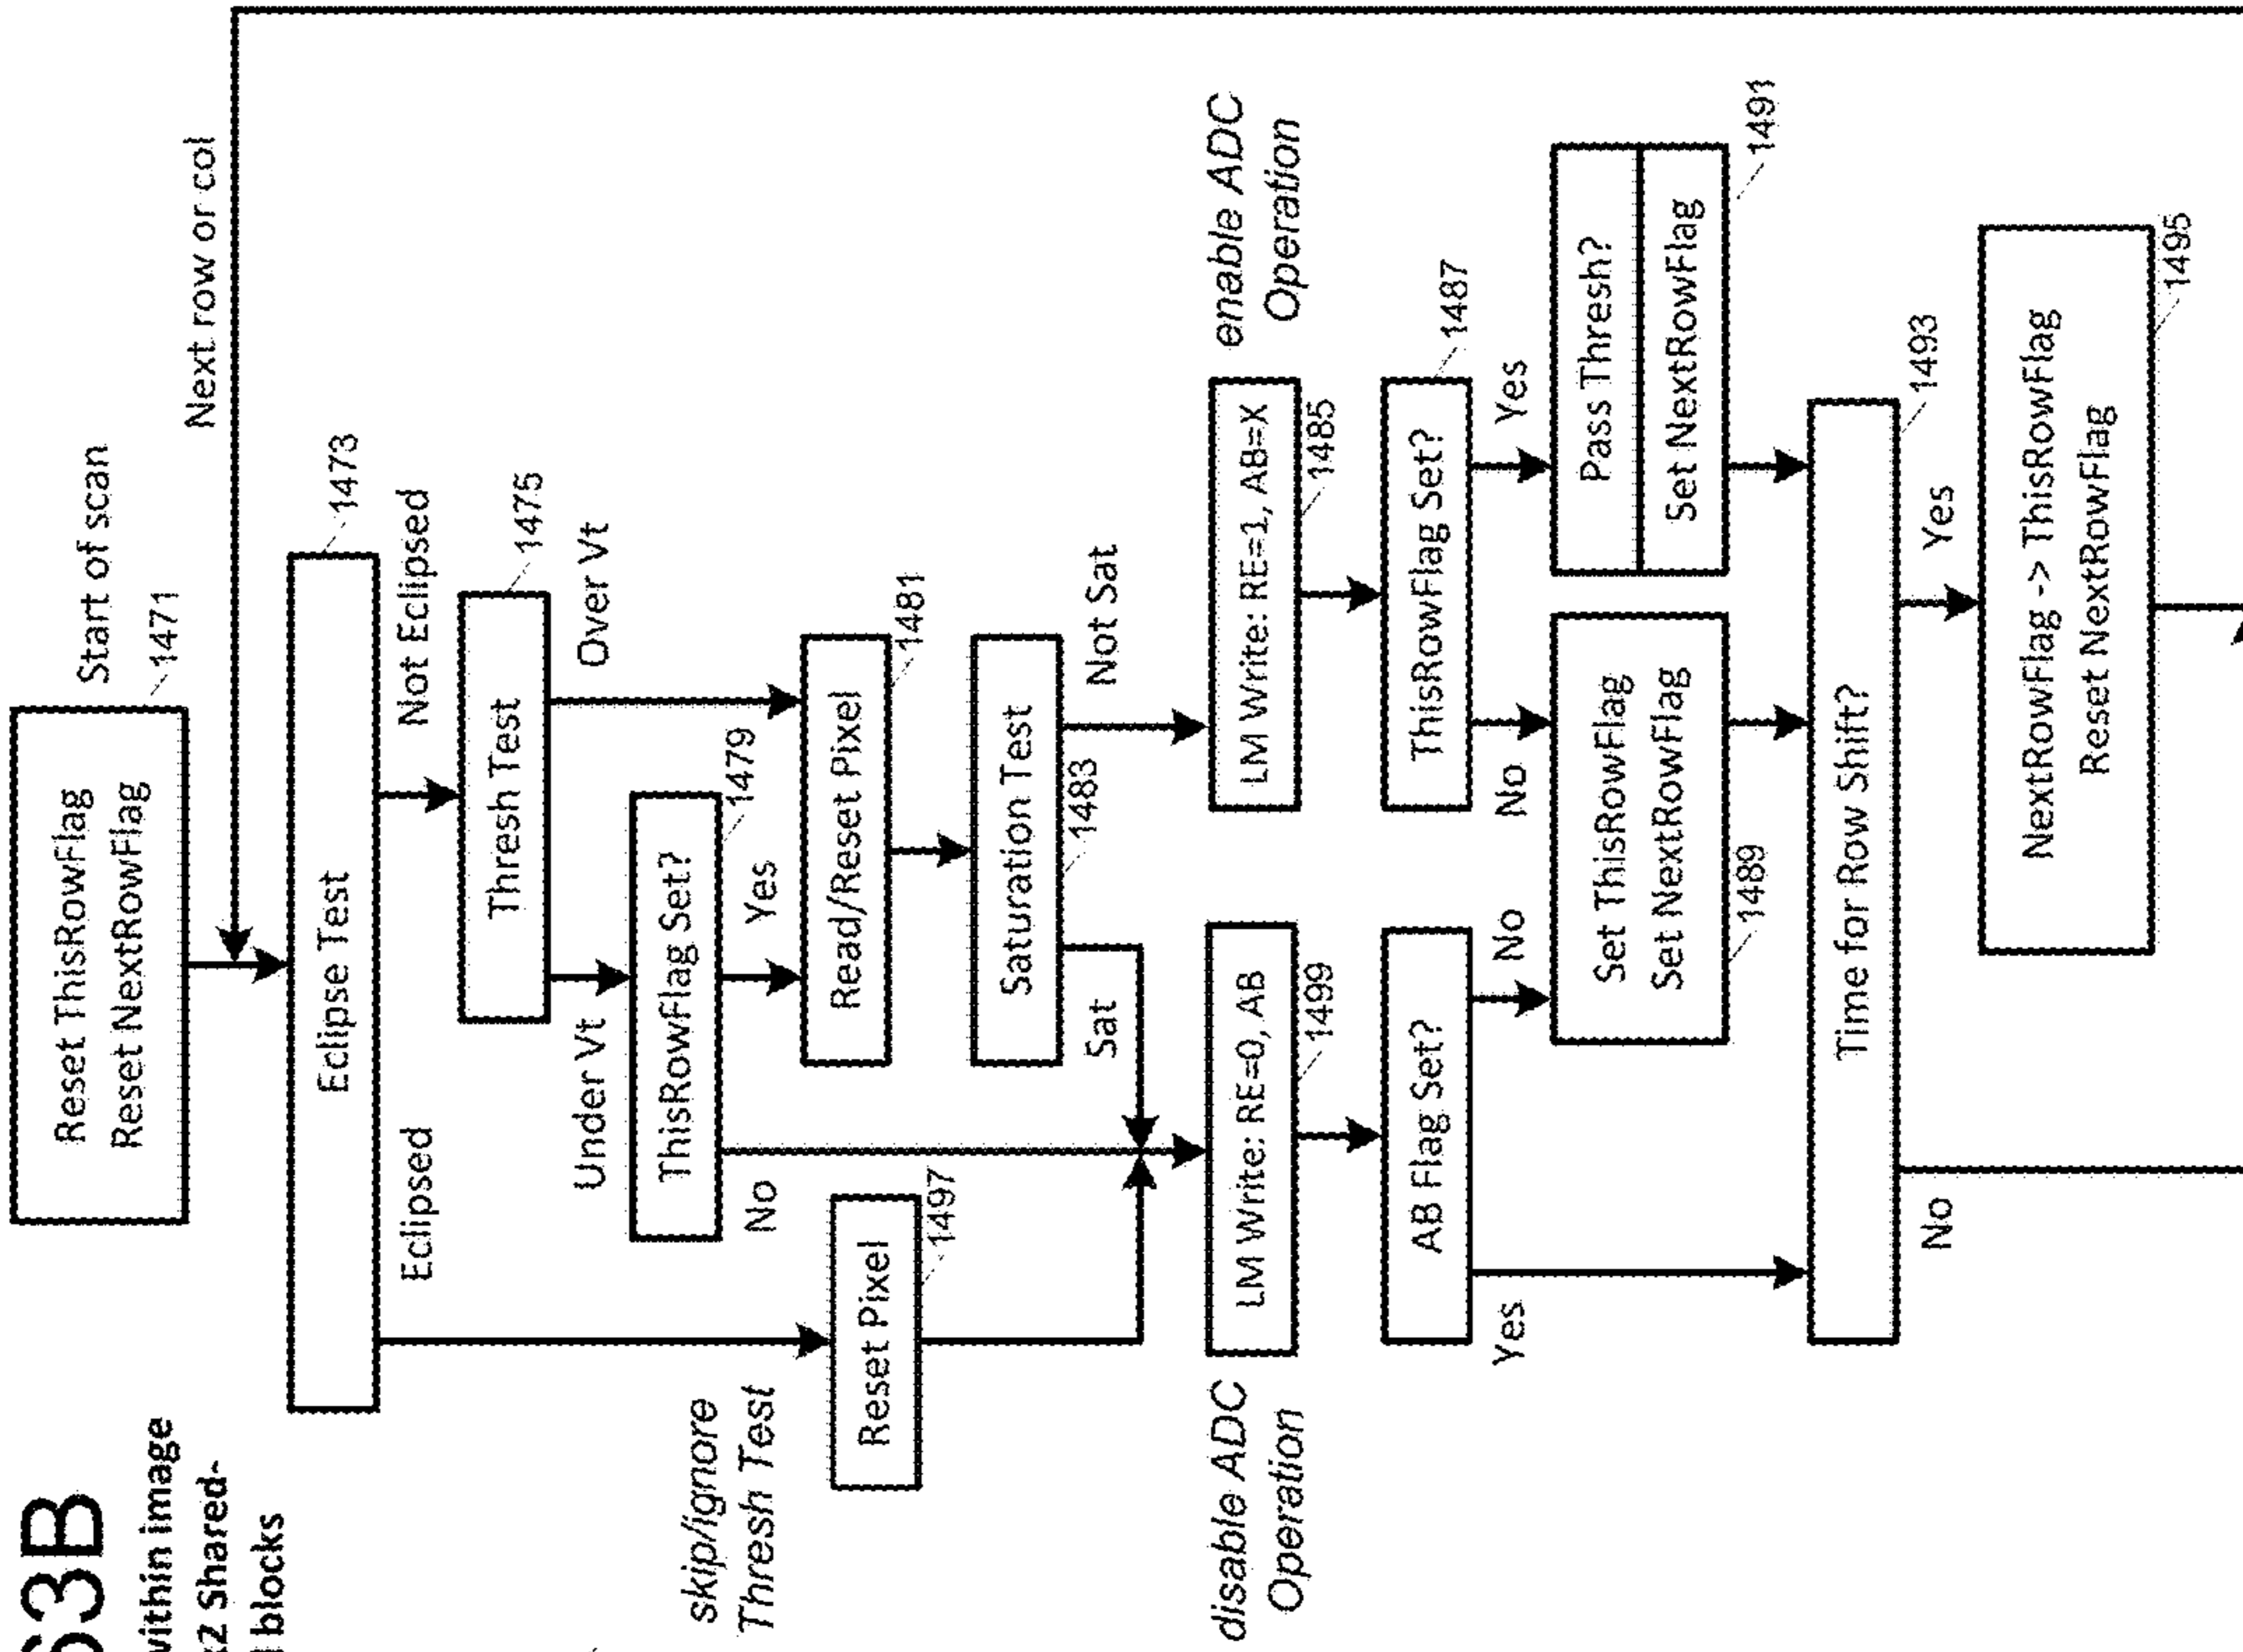 63B
within image
x2 Shared-
blocks
Start of scan
Reset ThisRowFlag
Reset NextRowFlag
1471
Next row or col
Eclipse Test
1473
Eclipsed
Not Eclipsed
Thresh Test
1475
Under Vt
Over Vt
ThisRowFlag Set?
1479
No
Yes
skip/ignore
Thresh Test
Reset Pixel
1497
Read/Reset Pixel
1481
Saturation Test
1483
Sat
Not Sat
disable ADC
Operation
LM Write: RE=0, AB
1499
LM Write: RE=1, AB=X
1485
enable ADC
Operation
AB Flag Set?
ThisRowFlag Set?
1487
Yes
No
No
Yes
Set ThisRowFlag
Set NextRowFlag
1489
Pass Thresh?
Set NextRowFlag
1491
Time for Row Shift?
1493
No
Yes
NextRowFlag -> ThisRowFlag
Reset NextRowFlag
1495